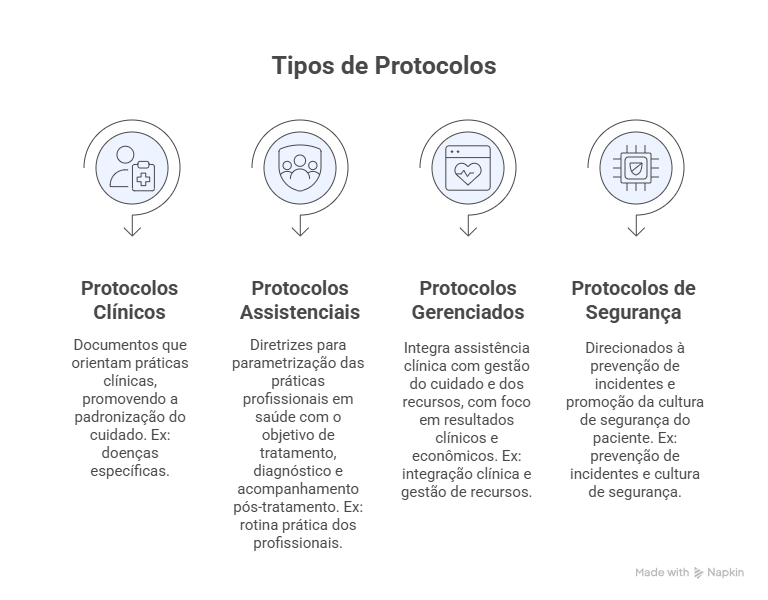 Tipos de Protocolos
Protocolos
Clínicos
Documentos que
orientam práticas
clínicas,
promovendo a
padronização do
cuidado. Ex:
doenças
específicas.
Protocolos
Assistenciais
Diretrizes para
parametrização das
práticas
profissionais em
saúde com o
objetivo de
tratamento,
diagnóstico e
acompanhamento
pós-tratamento. Ex:
rotina prática dos
profissionais.
Protocolos
Gerenciados
Integra assistência
clínica com gestão
do cuidado e dos
recursos, com foco
em resultados
clínicos e
econômicos. Ex:
integração clínica e
gestão de recursos.
Protocolos de
Segurança
Direcionados à
prevenção de
incidentes e
promoção da cultura
de segurança do
paciente. Ex:
prevenção de
incidentes e cultura
de segurança.
Made with Napkin